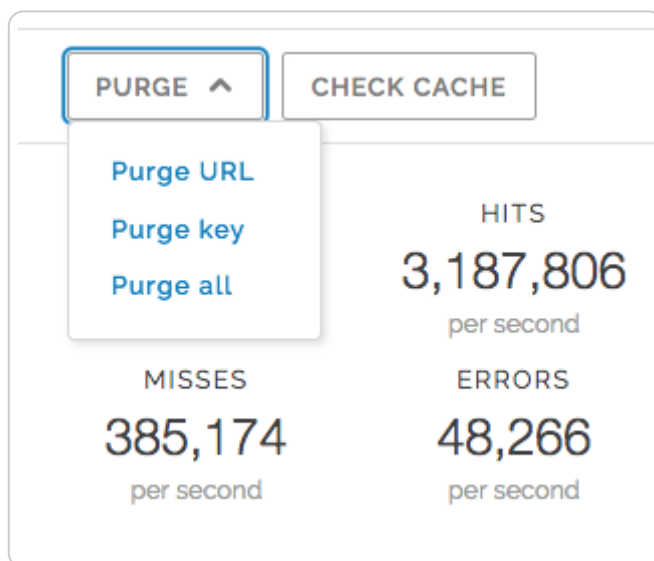 PURGE
CHECK CACHE
Purge URL
Purge key
Purge all
HITS
3,187,806
per second
MISSES
385,174
per second
ERRORS
48,266
per second